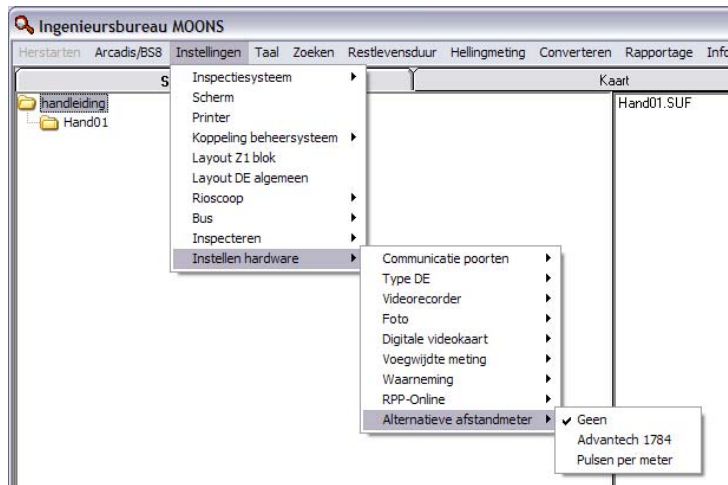 Ingenieursbureau MOONS
Herstarten Arcadis/BS8 Instellingen Taal Zoeken Restlevensduur Hellingmeting Converteren Rapportage Info
S Kaart
handleiding
Hand01
Hand01.SUF
Inspectiesysteem
Scherm
Printer
Koppeling beheersysteem
Layout Z1 blok
Layout DE algemeen
Rioscoop
Bus
Inspecteren
Instellen hardware
Communicatie poorten
Type DE
Videorecorder
Foto
Digitale videokaart
Voegwijdte meting
Waarneming
RPP-Online
Alternatieve afstandmeter
Geen
Advantech 1784
Pulsen per meter